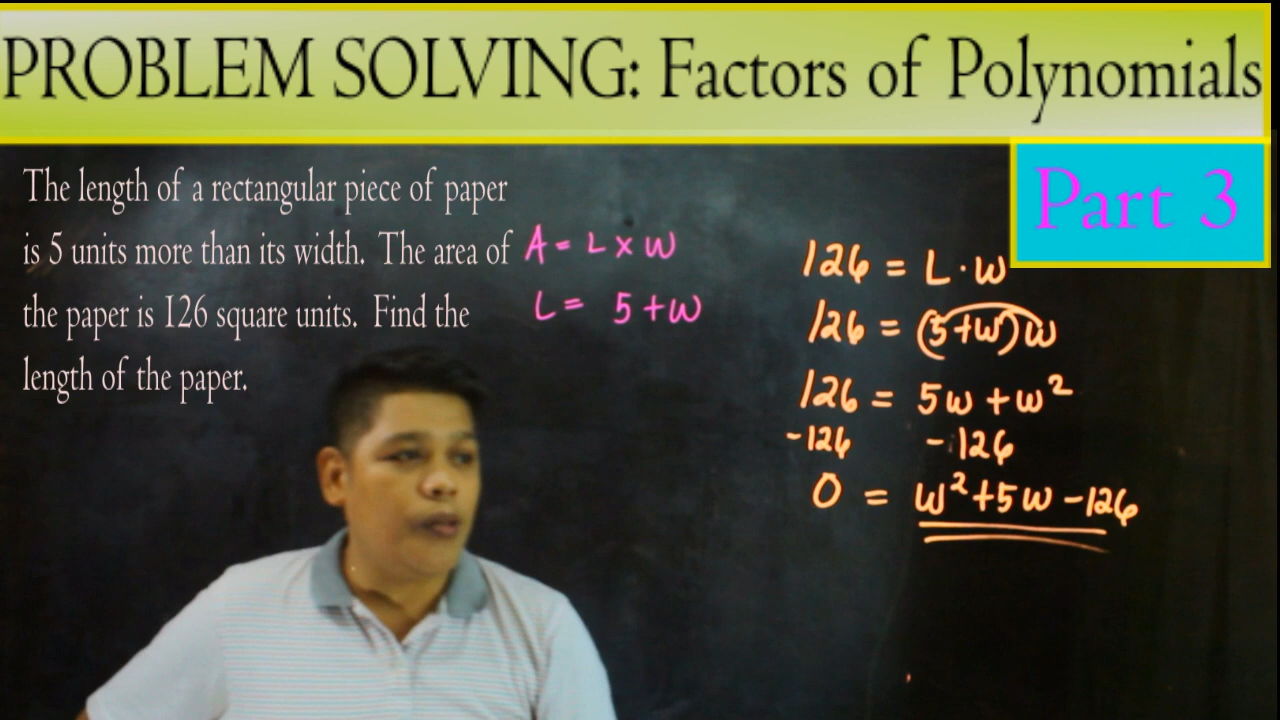 PROBLEM SOLVING: Factors of Polynomials
Part 3
The length of a rectangular piece of paper
is 5 units more than its width. The area of
the paper is 126 square units. Find the
length of the paper.
A = L x W
L = 5 + W
126 = L · W
126 = (5+W)W
126 = 5W + W²
-126 -126
0 = W² + 5W - 126